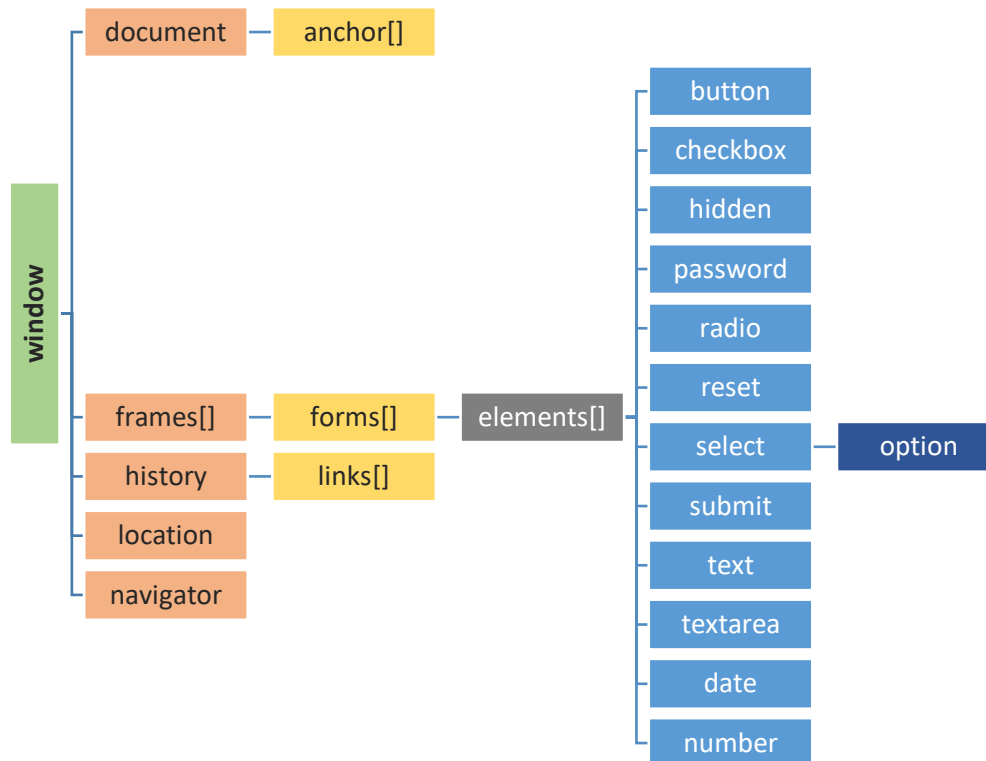 window
document
anchor[]
frames[]
forms[]
elements[]
button
checkbox
hidden
password
radio
reset
select
option
submit
text
textarea
date
number
history
links[]
location
navigator